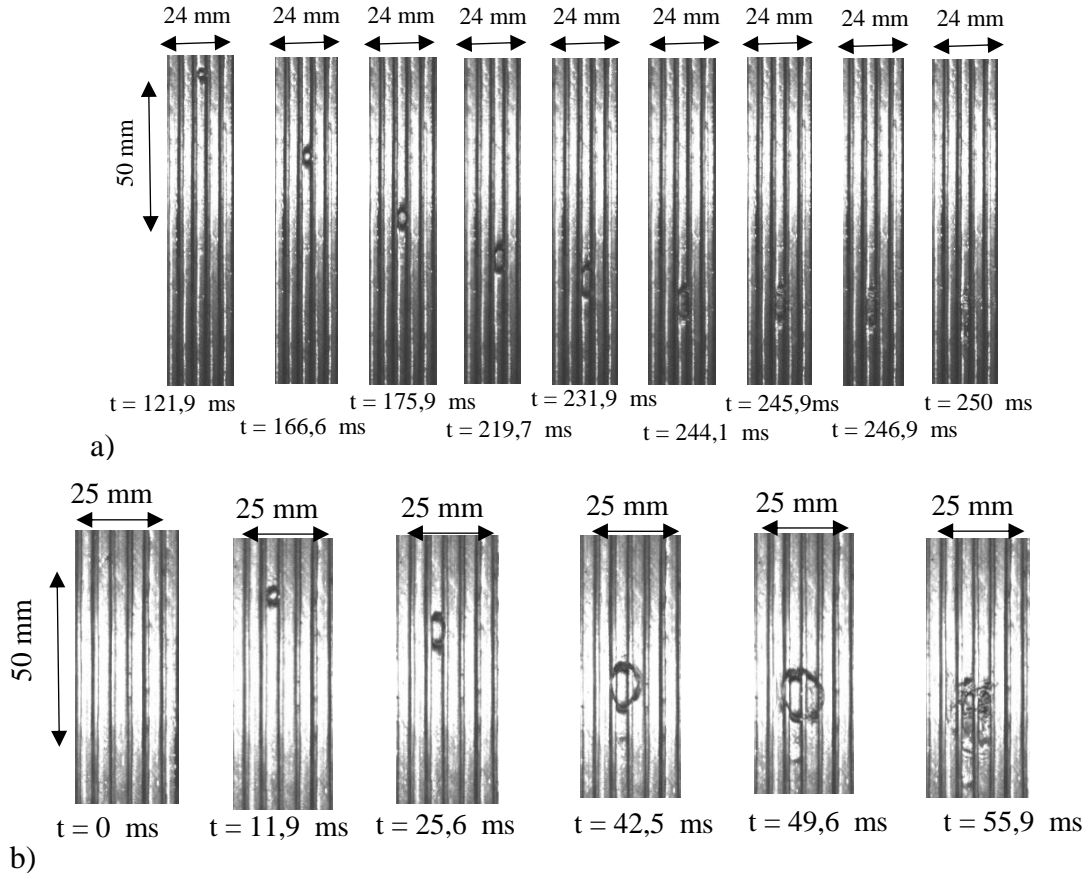 24 mm 24 mm 24 mm 24 mm 24 mm 24 mm 24 mm 24 mm 24 mm
50 mm
t = 121,9 ms
t = 166,6 ms
t = 175,9 ms
t = 219,7 ms
t = 231,9 ms
t = 244,1 ms
t = 245,9ms
t = 246,9 ms
t = 250 ms
a)
25 mm 25 mm 25 mm 25 mm 25 mm 25 mm
50 mm
t = 0 ms
t = 11,9 ms
t = 25,6 ms
t = 42,5 ms
t = 49,6 ms
t = 55,9 ms
b)